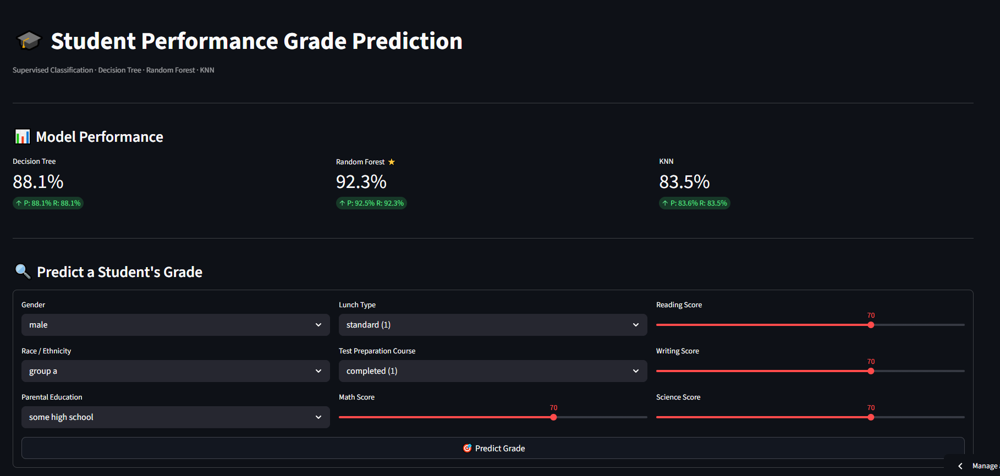 🎓 Student Performance Grade Prediction
Supervised Classification · Decision Tree · Random Forest · KNN
📊 Model Performance
Decision Tree
88.1%
↑ P: 88.1% R: 88.1%
Random Forest ⭐
92.3%
↑ P: 92.5% R: 92.3%
KNN
83.5%
↑ P: 83.6% R: 83.5%
🔍 Predict a Student's Grade
Gender
male
Race / Ethnicity
group a
Parental Education
some high school
Lunch Type
standard (1)
Test Preparation Course
completed (1)
Math Score
70
Reading Score
70
Writing Score
70
Science Score
70
🎯 Predict Grade
Manage